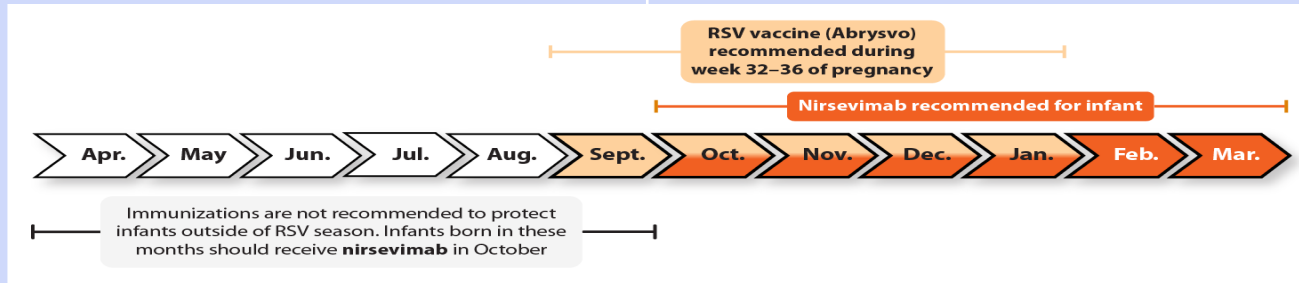 RSV vaccine (Abrysvo)
recommended during
week 32–36 of pregnancy
Nirsevimab recommended for infant
Apr. May Jun. Jul. Aug. Sept. Oct. Nov. Dec. Jan. Feb. Mar.
Immunizations are not recommended to protect
infants outside of RSV season. Infants born in these
months should receive nirsevimab in October